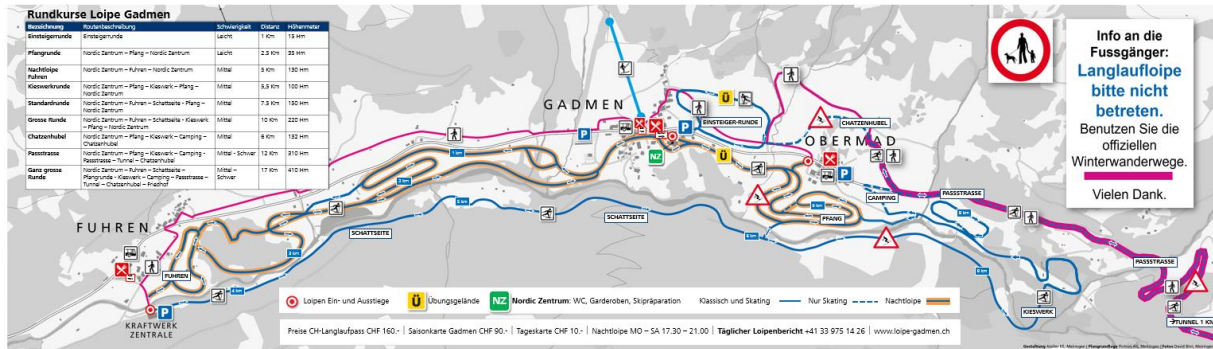 Rundkurse Loipe Gadmen
Bezeichnung Routenbeschreibung Schwierigkeit Distanz Höhenmeter
Einsteigerrunde Einsteigerrunde Leicht 1 Km 15 Hm
Pfangrunde Nordic Zentrum – Pfang – Nordic Zentrum Leicht 2.5 Km 35 Hm
Nachtloipe Fuhren Nordic Zentrum – Fuhren – Nordic Zentrum Mittel 5 Km 130 Hm
Kieswerkrunde Nordic Zentrum – Pfang – Kieswerk – Pfang – Nordic Zentrum Mittel 5.5 Km 100 Hm
Standardrunde Nordic Zentrum – Fuhren – Schattseite - Pfang – Nordic Zentrum Mittel 7.5 Km 150 Hm
Grosse Runde Nordic Zentrum – Fuhren – Schattseite - Kieswerk – Pfang – Nordic Zentrum Mittel 10 Km 220 Hm
Chatzenhubel Nordic Zentrum – Pfang – Kieswerk – Camping – Chatzenhubel Mittel 6 Km 132 Hm
Passstrasse Nordic Zentrum – Pfang – Kieswerk – Camping - Passstrasse – Tunnel – Chatzenhubel Mittel - Schwer 12 Km 310 Hm
Ganz grosse Runde Nordic Zentrum – Fuhren – Schattseite – Pfangrunde - Kieswerk – Camping – Passstrasse – Tunnel – Chatzenhubel – Friedhof Mittel – Schwer 17 Km 410 Hm
Info an die
Fussgänger:
Langlaufloipe
bitte nicht
betreten.
Benutzen Sie die
offiziellen
Winterwanderwege.
Vielen Dank.
GADMEN
P
Ü
EINSTEIGER-RUNDE
P
CHATZENHUBEL
OBERMAD
NZ
Ü
P
1 km
PASSSTRASSE
CAMPING
PFANG
SCHATTSEITE
SCHATTSEITE
FUHREN
FUHREN
PASSSTRASSE
KIESWERK
TUNNEL 1 KM
P
KRAFTWERK
ZENTRALE
Loipen Ein- und Ausstiege Ü Übungsgelände NZ Nordic Zentrum: WC, Garderoben, Skipräparation Klassisch und Skating Nur Skating Nachtloipe
Preise CH-Langlaufpass CHF 160.- | Saisonkarte Gadmen CHF 90.- | Tageskarte CHF 10.- | Nachtloipe MO – SA 17.30 – 21.00 | Täglicher Loipenbericht +41 33 975 14 26 | www.loipe-gadmen.ch